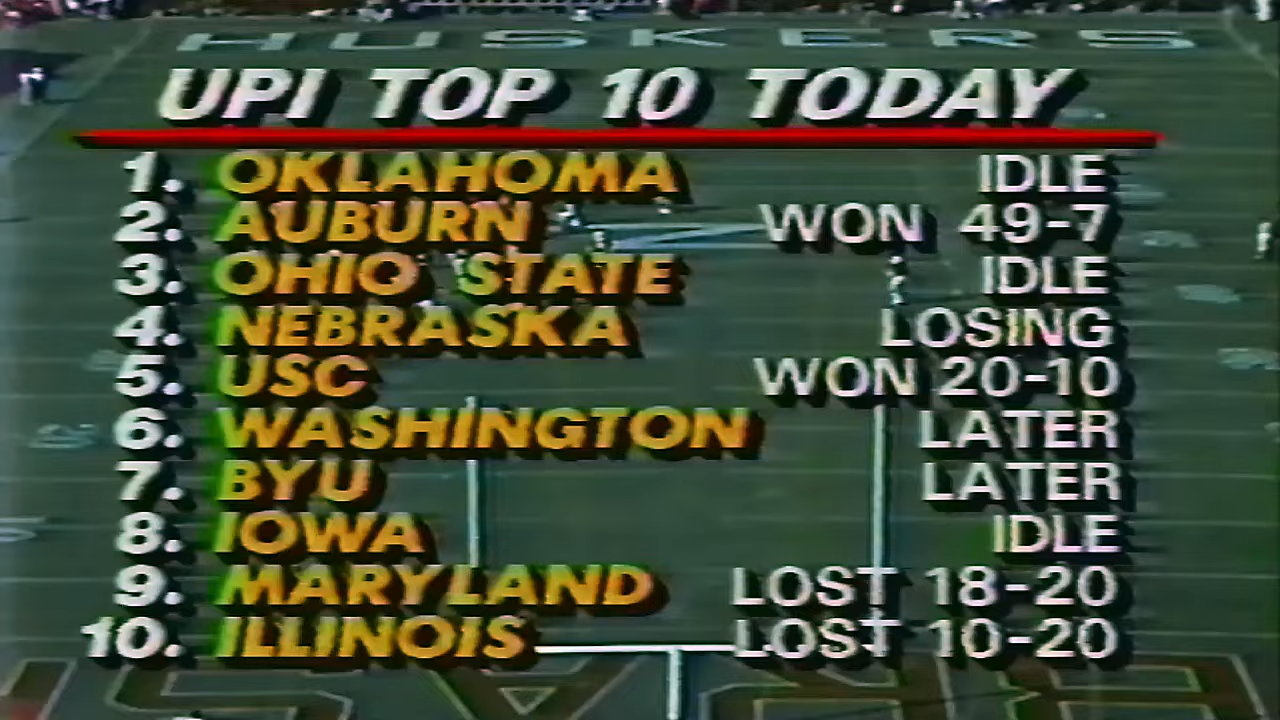 HUSKERS
UPI TOP 10 TODAY
1. OKLAHOMA IDLE
2. AUBURN WON 49-7
3. OHIO STATE IDLE
4. NEBRASKA LOSING
5. USC WON 20-10
6. WASHINGTON LATER
7. BYU LATER
8. IOWA IDLE
9. MARYLAND LOST 18-20
10. ILLINOIS LOST 10-20